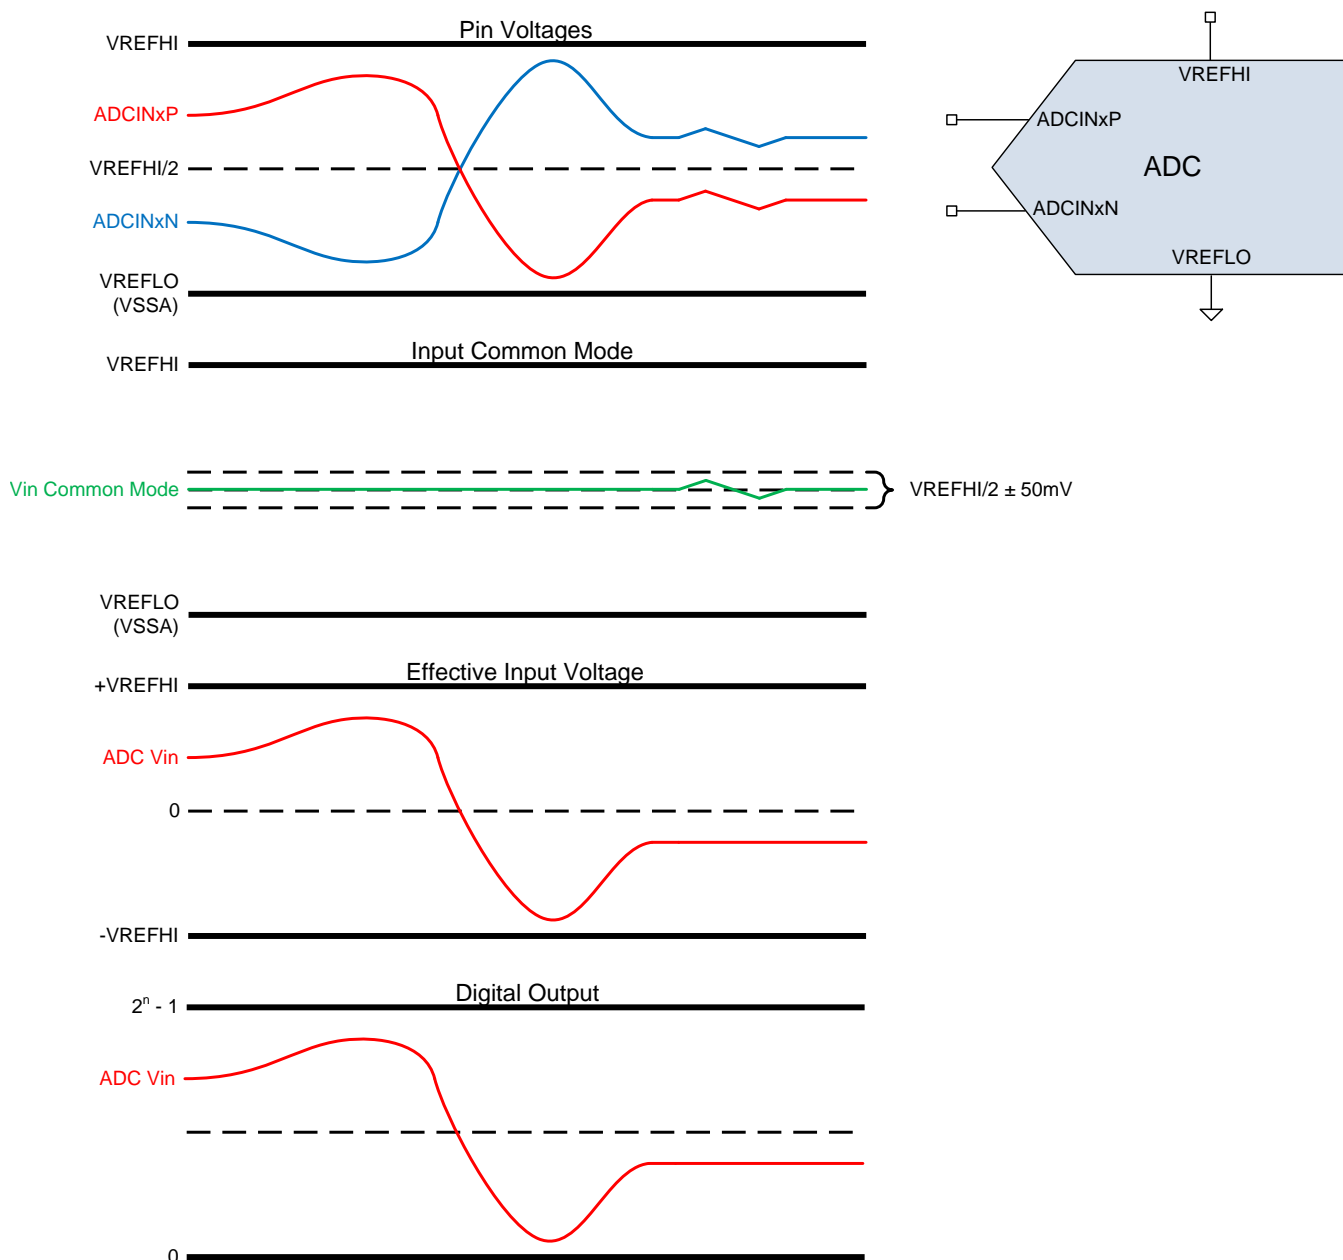 Pin Voltages
VREFHI
ADCINxP
VREFHI/2
ADCINxN
VREFLO
(VSSA)
VREFHI
ADCINxP
ADC
ADCINxN
VREFLO
Input Common Mode
VREFHI
Vin Common Mode
VREFHI/2 ± 50mV
VREFLO
(VSSA)
Effective Input Voltage
+VREFHI
ADC Vin
0
-VREFHI
Digital Output
2ⁿ - 1
ADC Vin
0